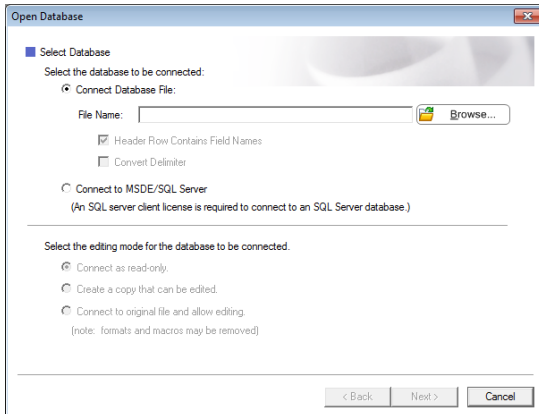 Open Database
Select Database
Select the database to be connected:
Connect Database File:
File Name:
Browse...
Header Row Contains Field Names
Convert Delimiter
Connect to MSDE/SQL Server
(An SQL server client license is required to connect to an SQL Server database.)
Select the editing mode for the database to be connected.
Connect as read-only.
Create a copy that can be edited.
Connect to original file and allow editing.
(note: formats and macros may be removed)
< Back
Next >
Cancel